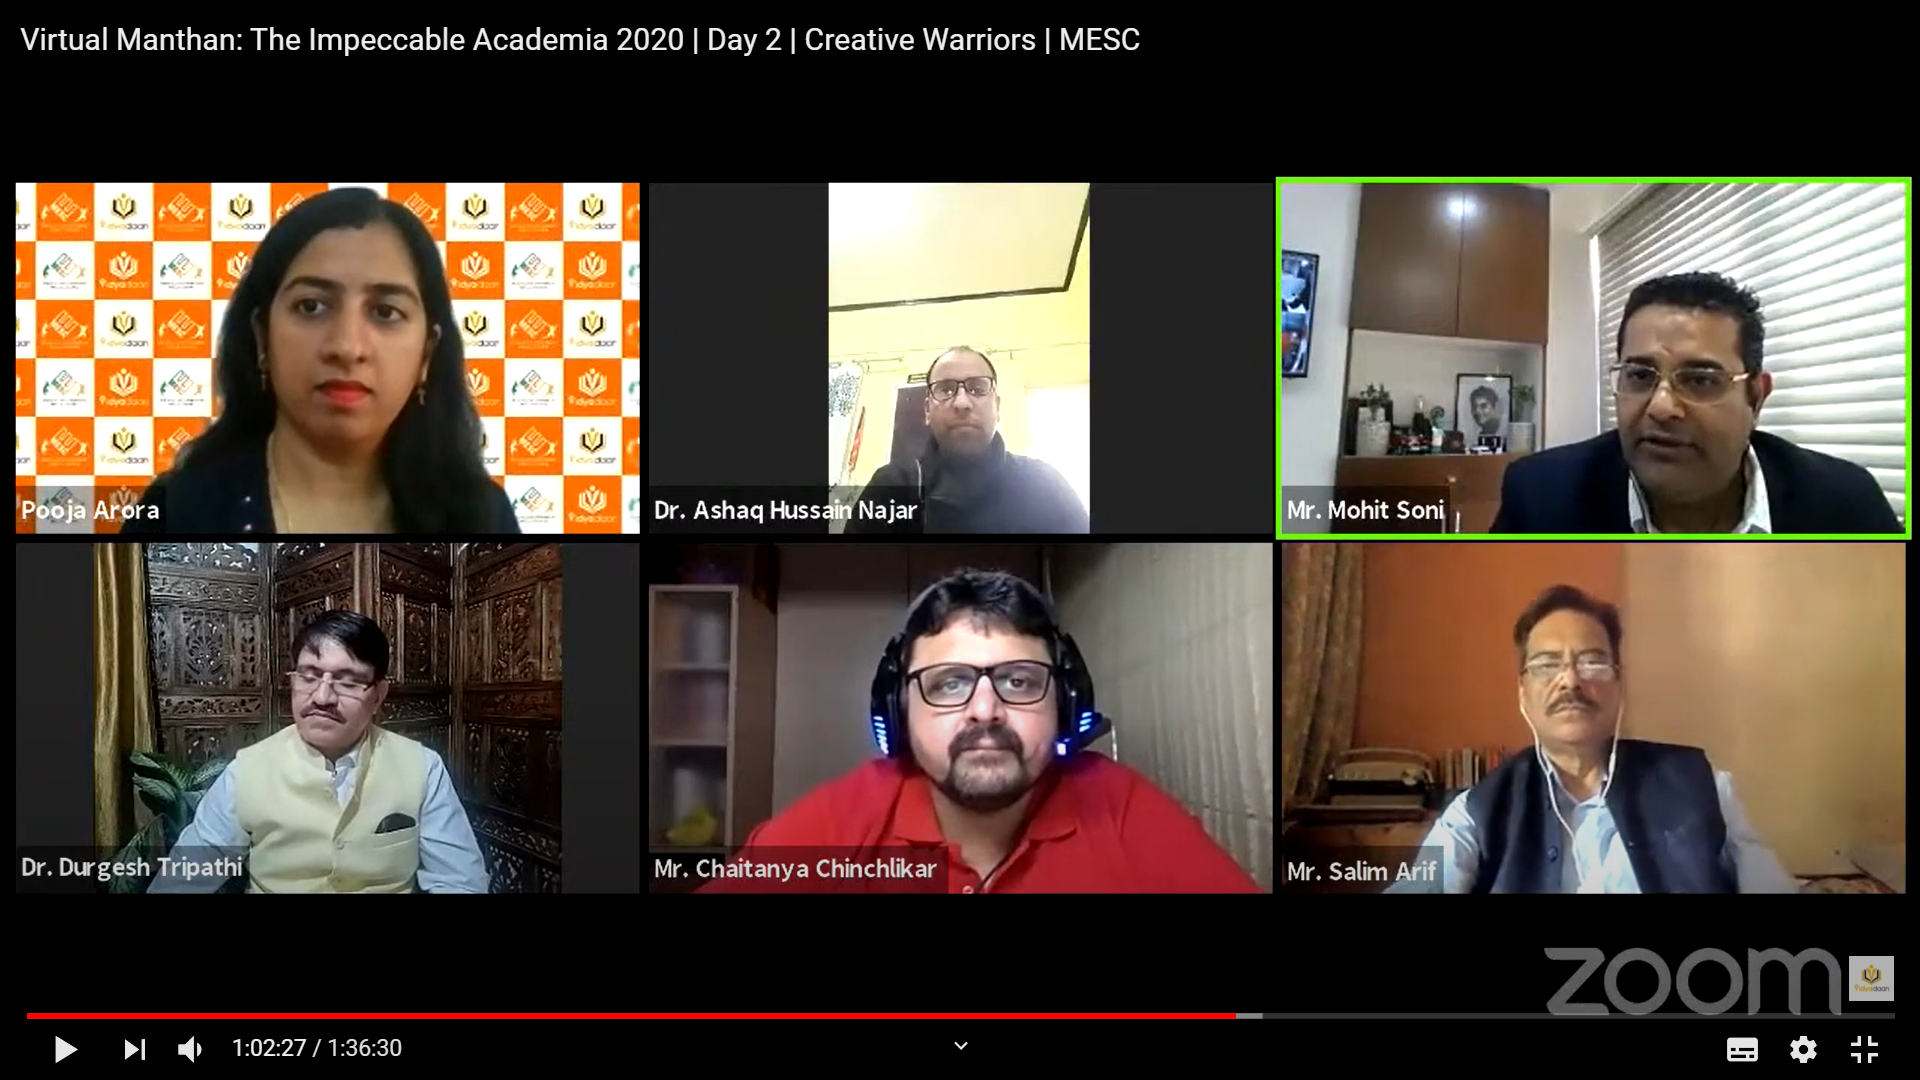 Virtual Manthan: The Impeccable Academia 2020 | Day 2 | Creative Warriors | MESC
Pooja Arora
Dr. Ashaq Hussain Najar
Mr. Mohit Soni
Dr. Durgesh Tripathi
Mr. Chaitanya Chinchlikar
Mr. Salim Arif
zoom
1:02:27 / 1:36:30